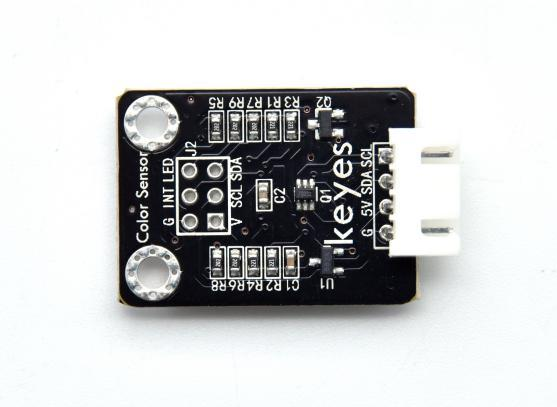 R5 R9 R7 R1 R3
Q2
J2
LED
INT
G
SDA
SCL
V
Color Sensor
C2
Q1
keyes
SCL
SDA
5V
G
R8 R6 R4 R2 C1
U1